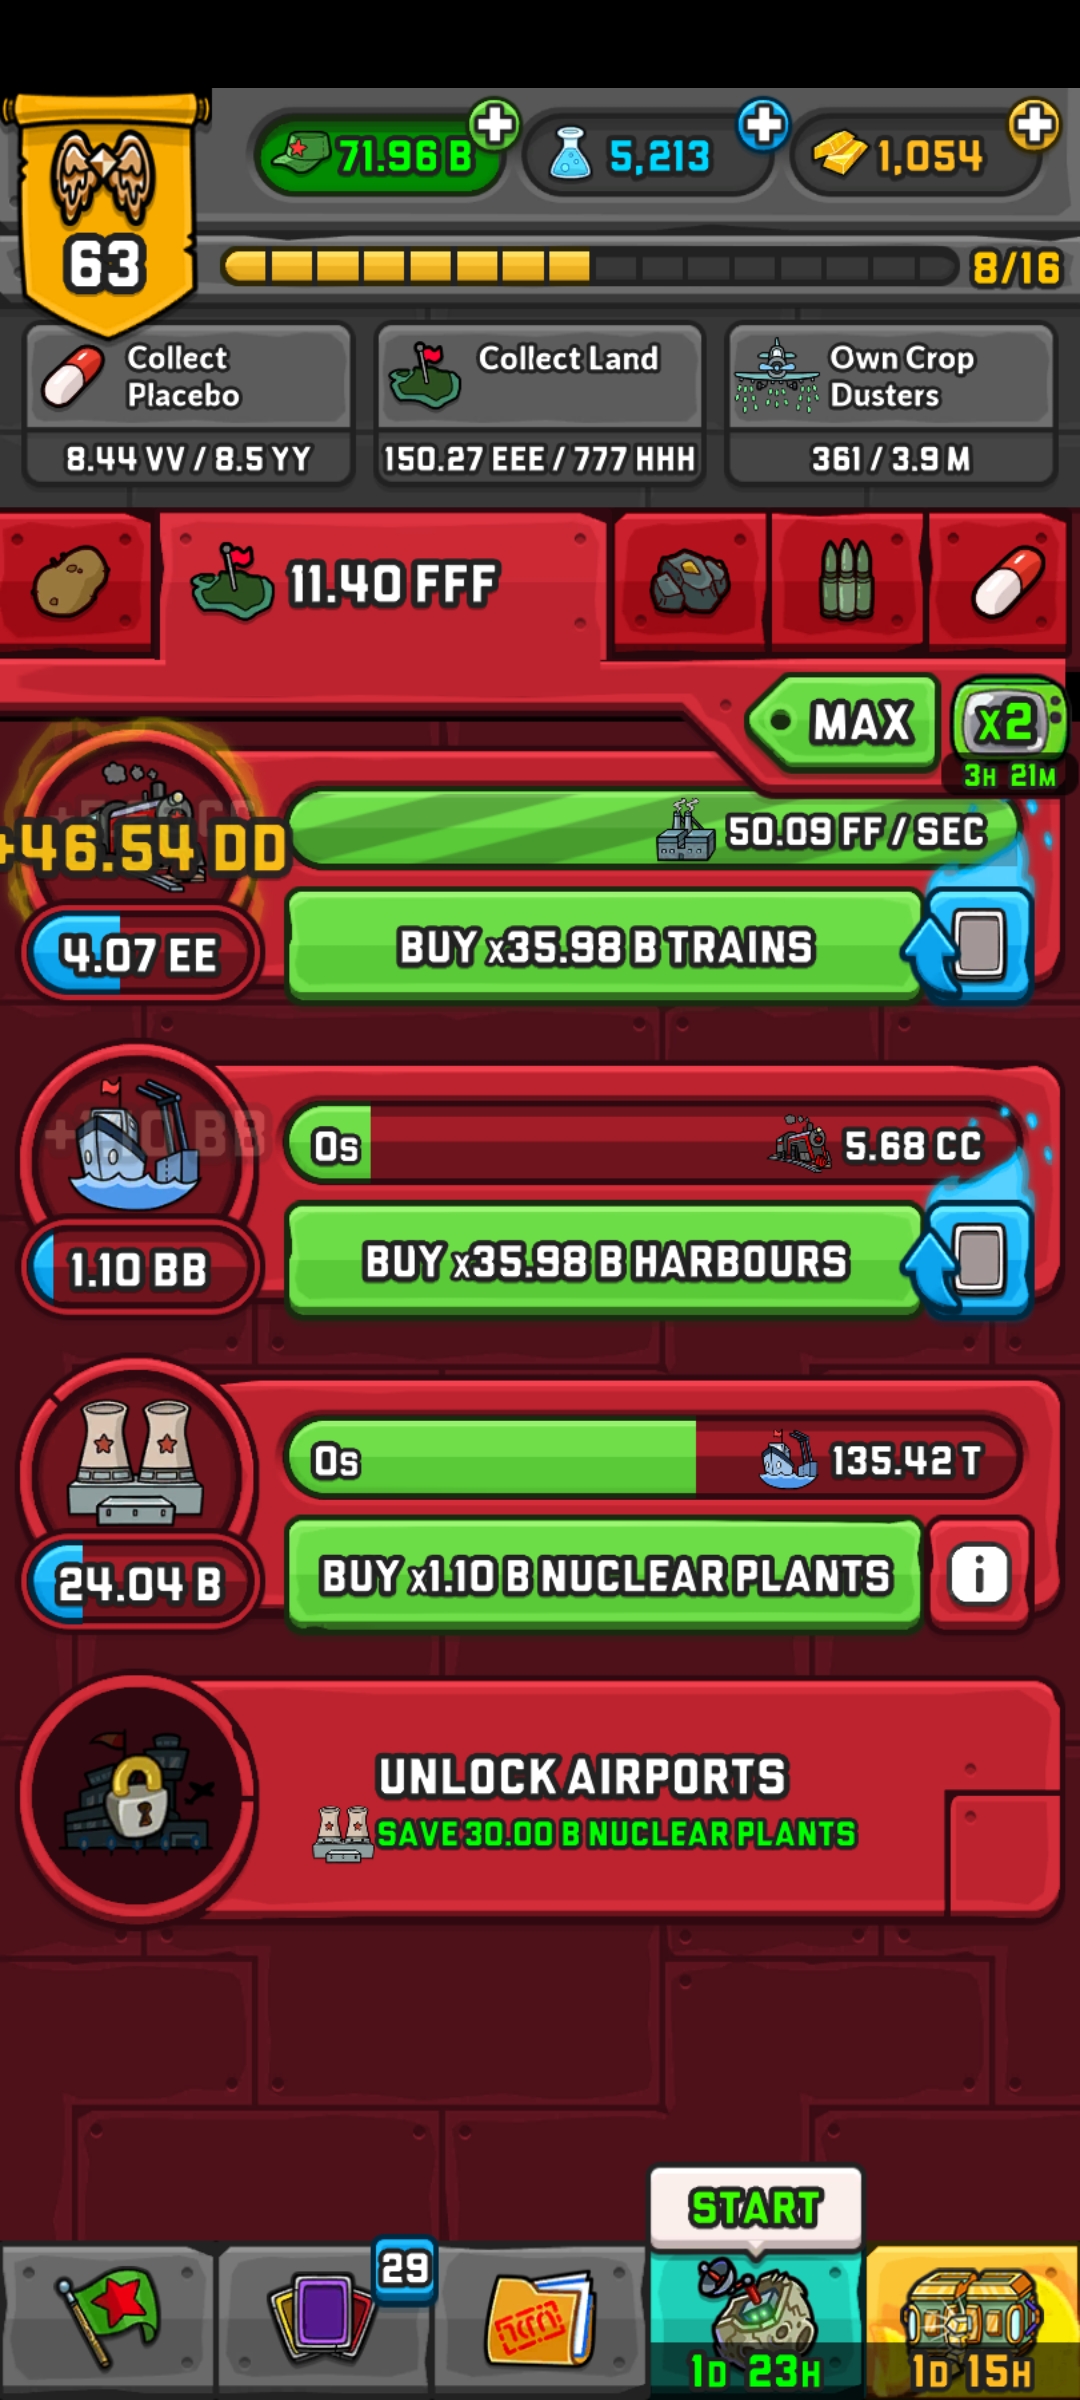 71.96 B
5,213
1,054
63
8/16
Collect
Placebo
8.44 VV / 8.5 YY
Collect Land
150.27 EEE / 777 HHH
Own Crop
Dusters
361 / 3.9 M
11.40 FFF
MAX
x2
3H 21M
+46.54 DD
50.09 FF / SEC
4.07 EE
BUY x35.98 B TRAINS
0s
5.68 CC
1.10 BB
BUY x35.98 B HARBOURS
0s
135.42 T
24.04 B
BUY x1.10 B NUCLEAR PLANTS
i
UNLOCK AIRPORTS
SAVE 30.00 B NUCLEAR PLANTS
START
29
1D 23H
1D 15H